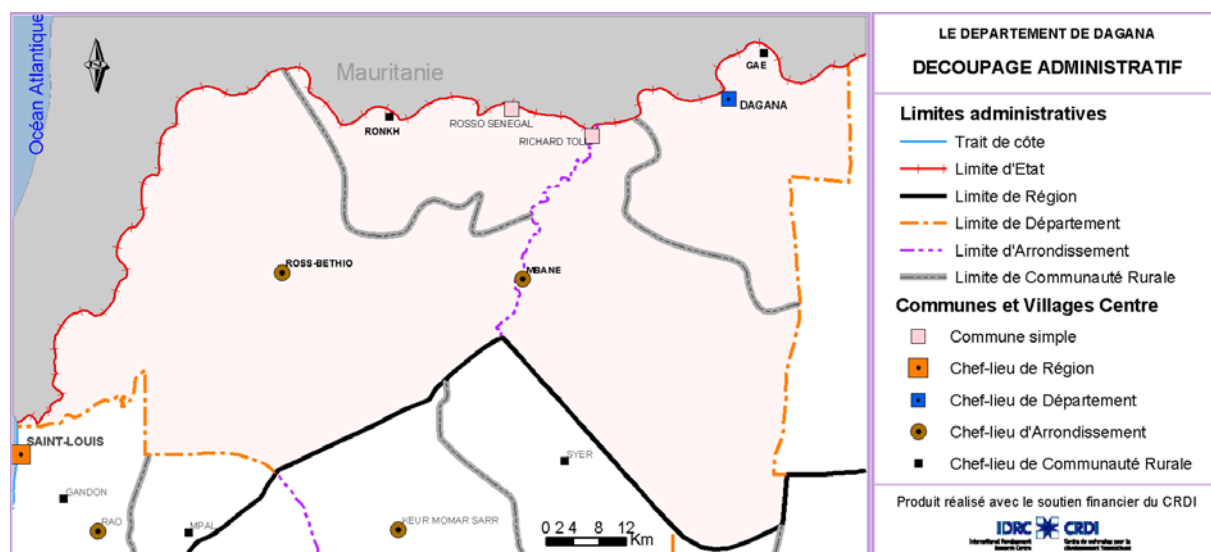 Océan Atlantique
Mauritanie
GAE
DAGANA
RONKH
ROSSO SENEGAL
RICHARD TOLL
ROSS-BETHIO
MBANE
SAINT-LOUIS
GANDON
RAO
MPAL
SYER
KEUR MOMAR SARR
0 2 4 8 12
Km
LE DEPARTEMENT DE DAGANA
DECOUPAGE ADMINISTRATIF
Limites administratives
Trait de côte
Limite d'Etat
Limite de Région
Limite de Département
Limite d'Arrondissement
Limite de Communauté Rurale
Communes et Villages Centre
Commune simple
Chef-lieu de Région
Chef-lieu de Département
Chef-lieu d'Arrondissement
Chef-lieu de Communauté Rurale
Produit réalisé avec le soutien financier du CRDI
IDRC CRDI